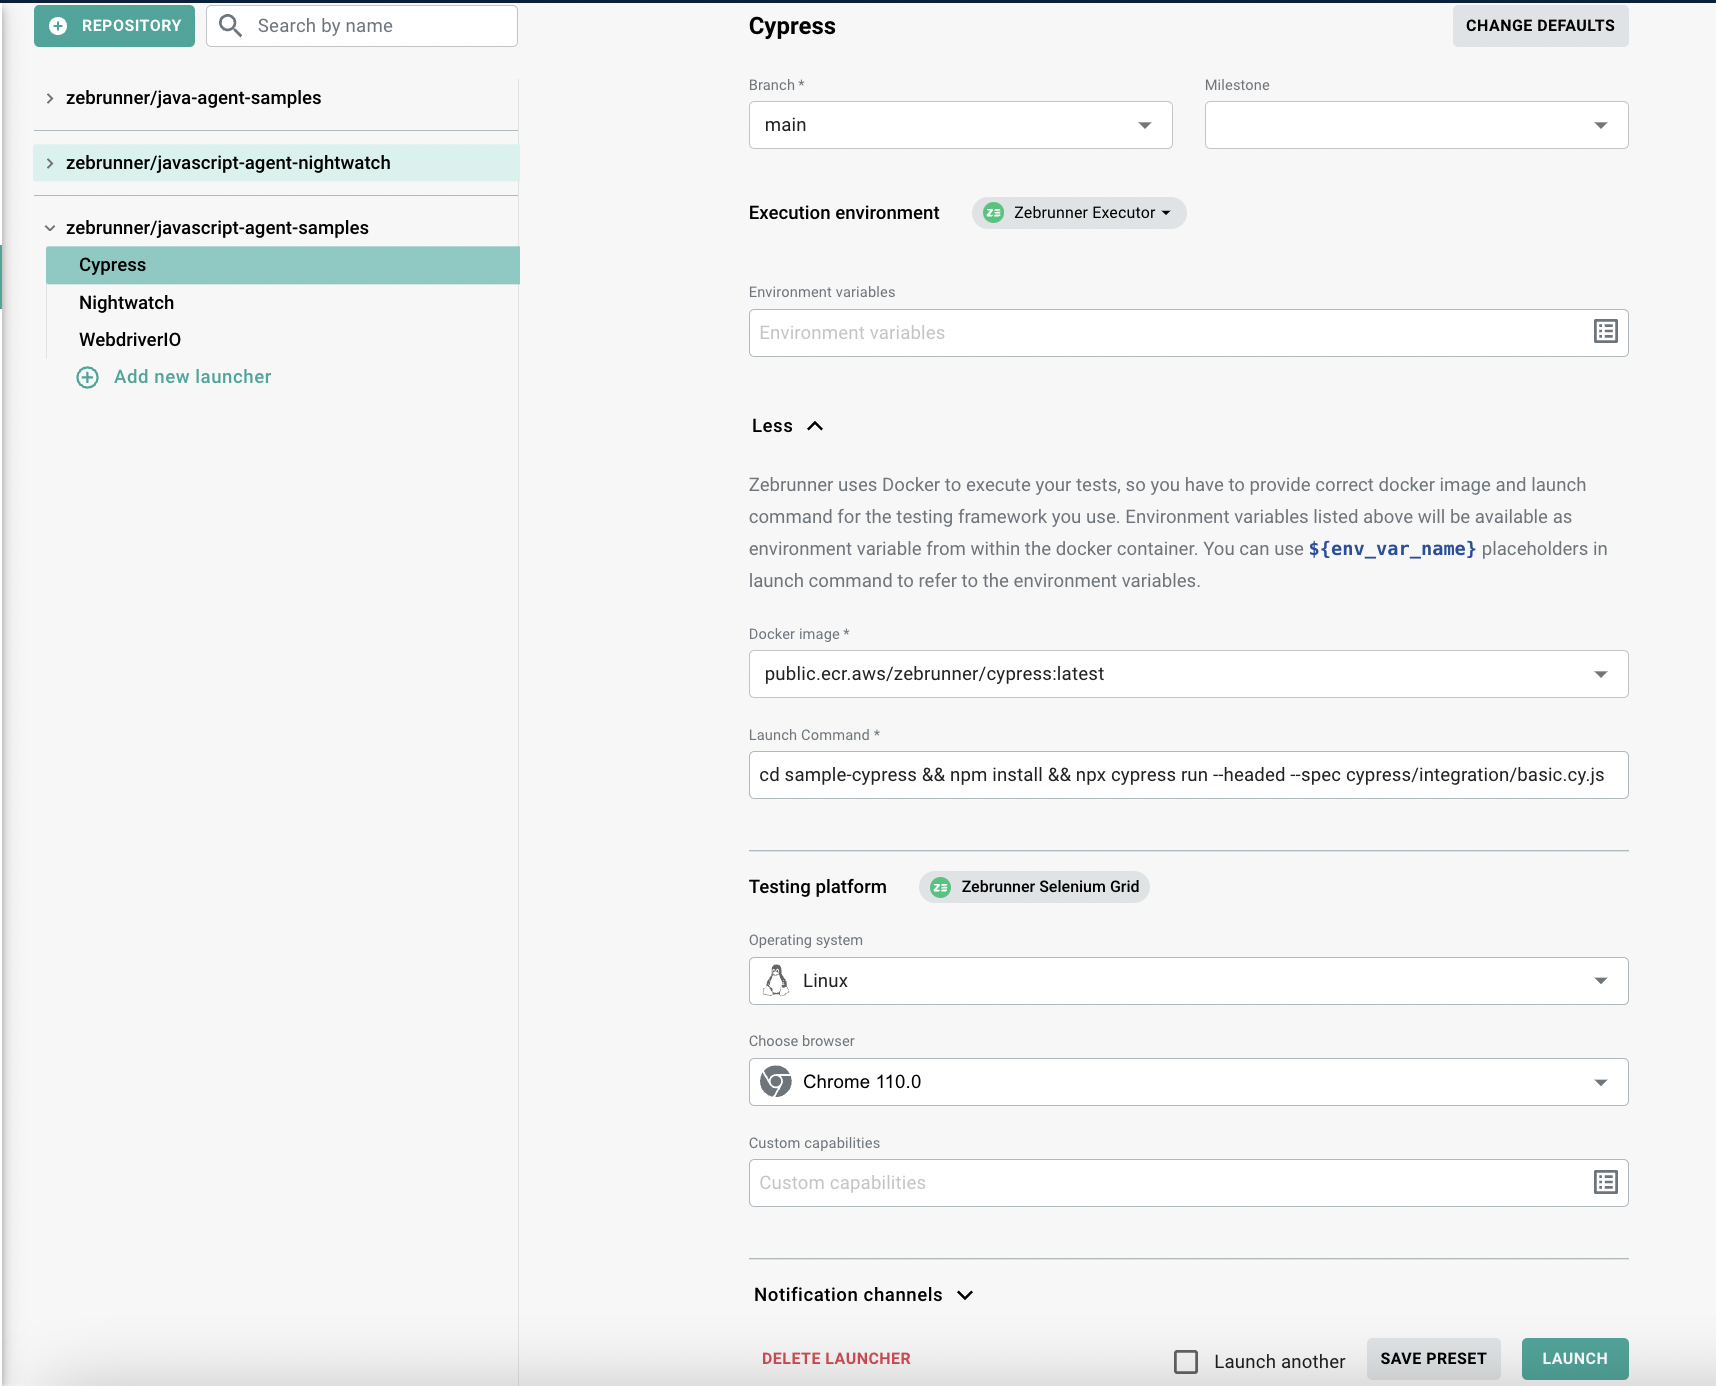 REPOSITORY
Search by name
zebrunner/java-agent-samples
zebrunner/javascript-agent-nightwatch
zebrunner/javascript-agent-samples
Cypress
Nightwatch
WebdriverIO
Add new launcher
Cypress
CHANGE DEFAULTS
Branch *
Milestone
main
Execution environment
Zebrunner Executor
Environment variables
Environment variables
Less
Zebrunner uses Docker to execute your tests, so you have to provide correct docker image and launch
command for the testing framework you use. Environment variables listed above will be available as
environment variable from within the docker container. You can use ${env_var_name} placeholders in
launch command to refer to the environment variables.
Docker image *
public.ecr.aws/zebrunner/cypress:latest
Launch Command *
cd sample-cypress && npm install && npx cypress run --headed --spec cypress/integration/basic.cy.js
Testing platform
Zebrunner Selenium Grid
Operating system
Linux
Choose browser
Chrome 110.0
Custom capabilities
Custom capabilities
Notification channels
DELETE LAUNCHER
Launch another
SAVE PRESET
LAUNCH